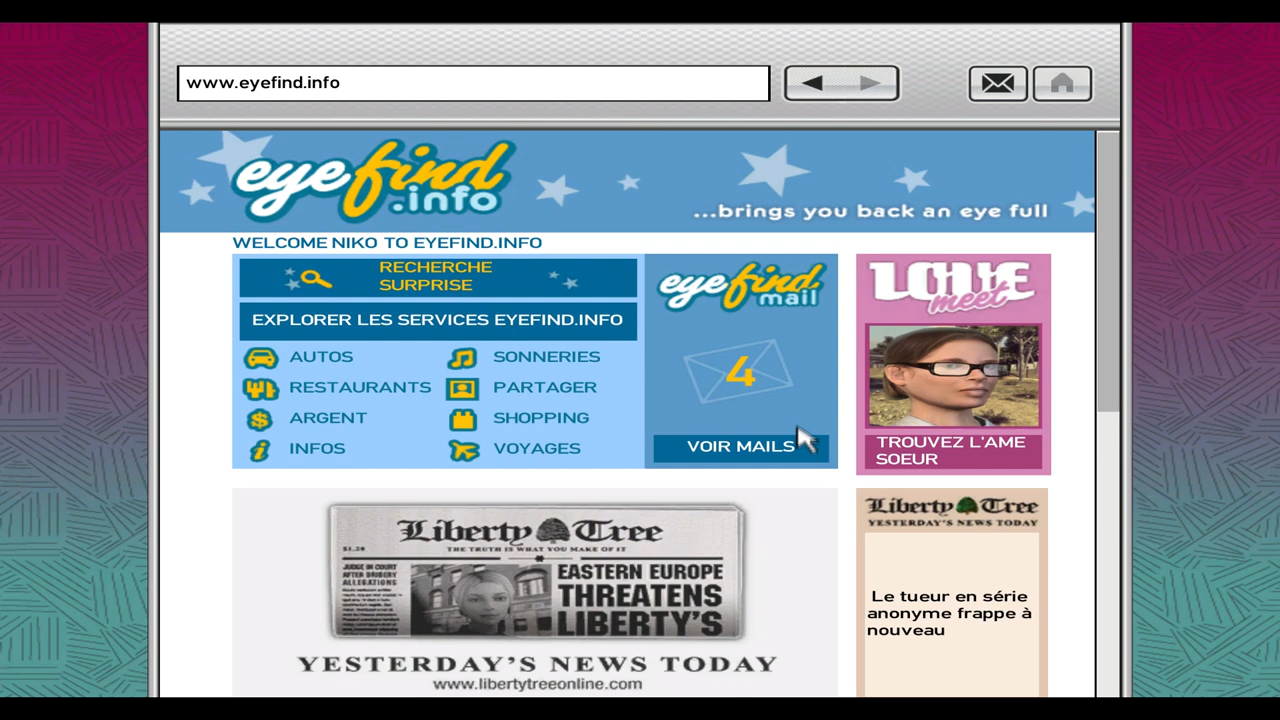 www.eyefind.info
eyefind
.info
...brings you back an eye full
WELCOME NIKO TO EYEFIND.INFO
RECHERCHE
SURPRISE
EXPLORER LES SERVICES EYEFIND.INFO
AUTOS
SONNERIES
RESTAURANTS
PARTAGER
ARGENT
SHOPPING
INFOS
VOYAGES
eyefind
mail
4
VOIR MAILS
LOVE
meet
TROUVEZ L'AME
SOEUR
Liberty Tree
THE TRUTH IS WHAT YOU MAKE OF IT
$1.20
JUDGE IN COURT
AFTER BRIBERY
ALLEGATIONS
EASTERN EUROPE
THREATENS
LIBERTY'S
YESTERDAY'S NEWS TODAY
www.libertytreeonline.com
Liberty Tree
YESTERDAY'S NEWS TODAY
Le tueur en série
anonyme frappe à
nouveau